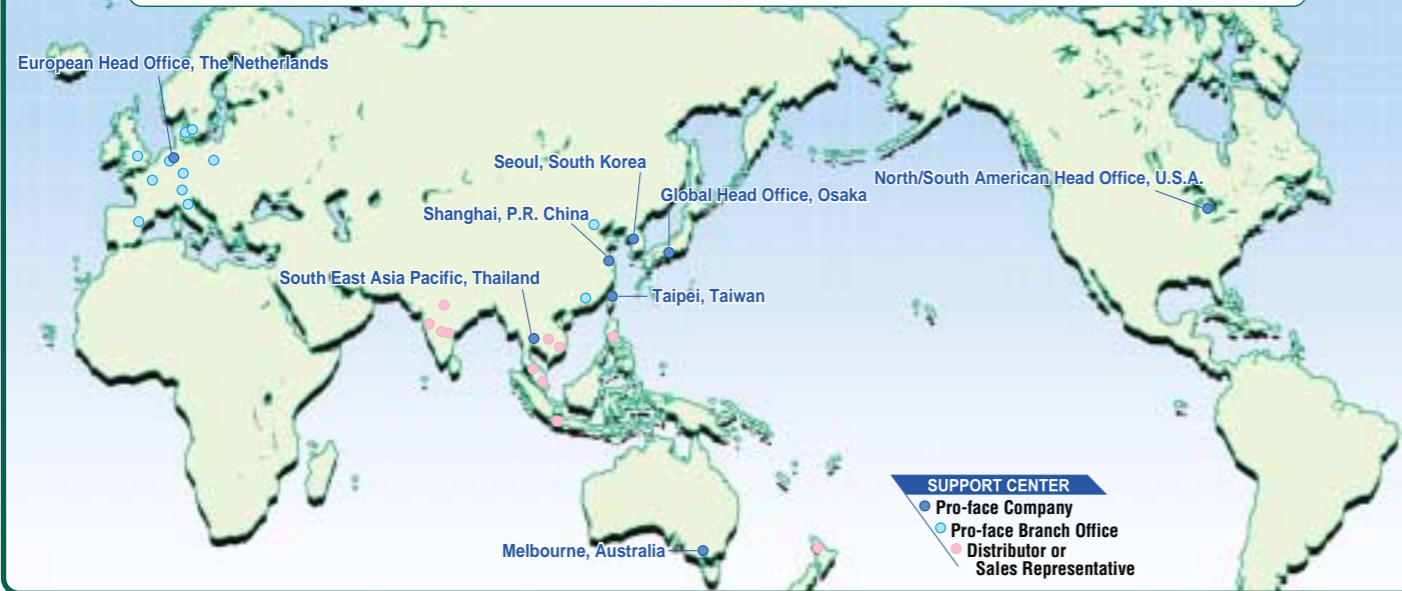 European Head Office, The Netherlands
Seoul, South Korea
Global Head Office, Osaka
North/South American Head Office, U.S.A.
Shanghai, P.R. China
South East Asia Pacific, Thailand
Taipei, Taiwan
Melbourne, Australia
SUPPORT CENTER
Pro-face Company
Pro-face Branch Office
Distributor or
Sales Representative